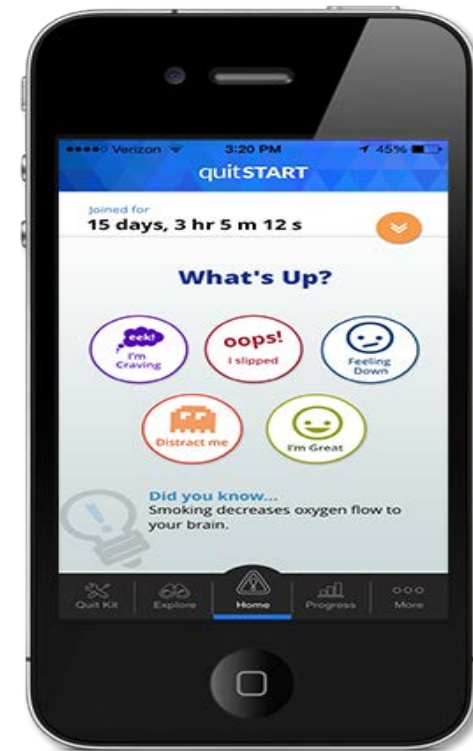 Verizon 3:20 PM 45%
quitSTART
Joined for
15 days, 3 hr 5 m 12 s
What's Up?
eek!
I'm
Craving
oops!
I slipped
Feeling
Down
Distract me
I'm Great
Did you know...
Smoking decreases oxygen flow to
your brain.
Quit Kit Explore Home Progress More